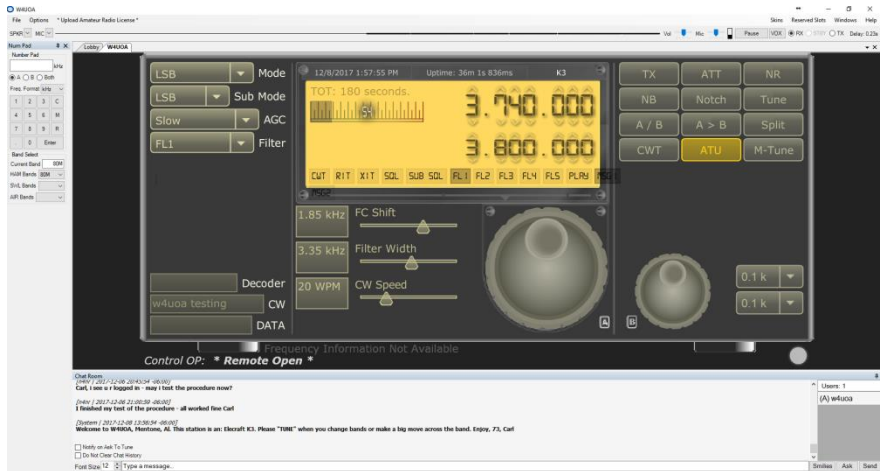 W4UOA
File Options * Upload Amateur Radio License * Skins Reserved Slots Windows Help
SPKR MIC Vol Mic Pause VOX RX STBY TX Delay: 0.23s
Num Pad
Lobby W4UOA
Number Pad
kHz
A B Both
Freq. Format kHz
1 2 3 C
4 5 6 M
7 8 9 R
0 Enter
Band Select
Current Band 80M
HAM Bands 80M
SWL Bands
AIR Bands
LSB Mode
LSB Sub Mode
Slow AGC
FL1 Filter
12/8/2017 1:57:55 PM Uptime: 36m 1s 836ms K3
TOT: 180 seconds.
3.740.000
3.800.000
CWT RIT XIT SQL SUB SQL FL1 FL2 FL3 FL4 FL5 PLAY MSG1
MSG2
TX ATT NR
NB Notch Tune
A / B A > B Split
CWT ATU M-Tune
1.85 kHz FC Shift
3.35 kHz Filter Width
20 WPM CW Speed
Decoder
w4uoa testing CW
DATA
A B
0.1 k
0.1 k
Frequency Information Not Available
Control OP: * Remote Open *
Chat Room
Carl, i see u r logged in - may i test the procedure now?
I finished my test of the procedure - all worked fine Carl
[System | 2017-12-08 13:56:54 -06:00]
Welcome to W4UOA, Mentone, Al. This station is an: Elecraft K3. Please "TUNE" when you change bands or make a big move across the band. Enjoy, 73, Carl
Notify on Ask To Tune
Do Not Clear Chat History
Font Size: 12 Type a message..
Users: 1
(A) w4uoa
Smilies Ask Send